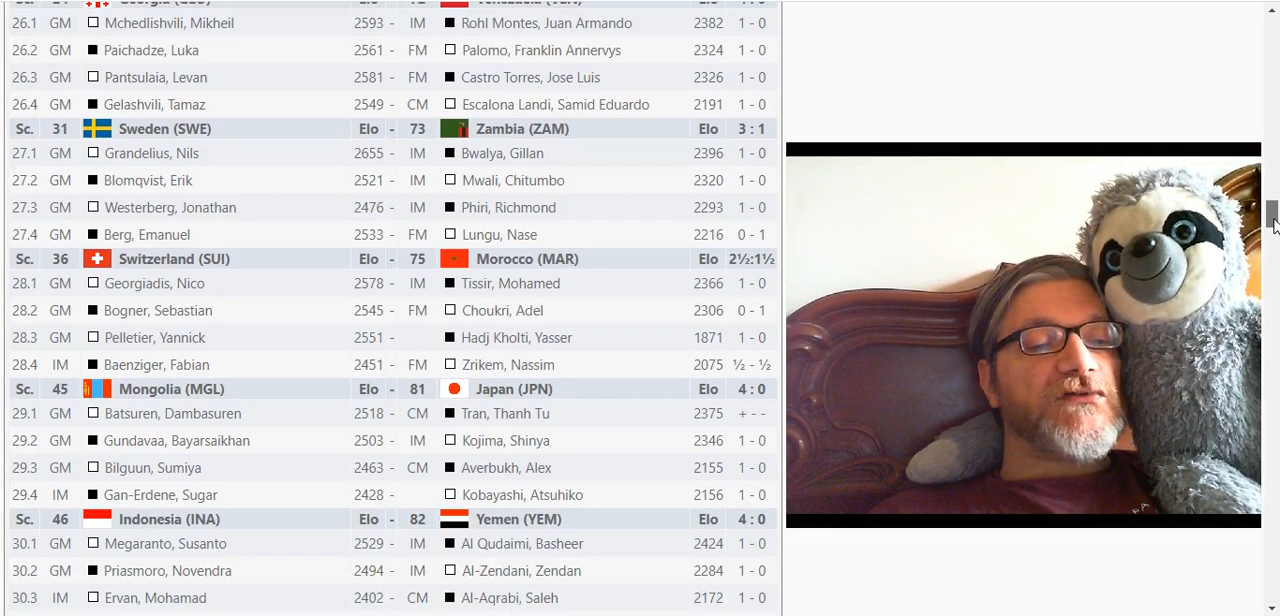 26.1 GM Mchedlishvili, Mikheil 2593 - IM Rohl Montes, Juan Armando 2382 1 - 0
26.2 GM Paichadze, Luka 2561 - FM Palomo, Franklin Annervys 2324 1 - 0
26.3 GM Pantsulaia, Levan 2581 - FM Castro Torres, Jose Luis 2326 1 - 0
26.4 GM Gelashvili, Tamaz 2549 - CM Escalona Landi, Samid Eduardo 2191 1 - 0
Sc. 31 Sweden (SWE) Elo - 73 Zambia (ZAM) Elo 3 : 1
27.1 GM Grandelius, Nils 2655 - IM Bwalya, Gillan 2396 1 - 0
27.2 GM Blomqvist, Erik 2521 - IM Mwali, Chitumbo 2320 1 - 0
27.3 GM Westerberg, Jonathan 2476 - IM Phiri, Richmond 2293 1 - 0
27.4 GM Berg, Emanuel 2533 - FM Lungu, Nase 2216 0 - 1
Sc. 36 Switzerland (SUI) Elo - 75 Morocco (MAR) Elo 2½:1½
28.1 GM Georgiadis, Nico 2578 - IM Tissir, Mohamed 2366 1 - 0
28.2 GM Bogner, Sebastian 2545 - FM Choukri, Adel 2306 0 - 1
28.3 GM Pelletier, Yannick 2551 - Hadj Kholti, Yasser 1871 1 - 0
28.4 IM Baenziger, Fabian 2451 - FM Zrikem, Nassim 2075 ½ - ½
Sc. 45 Mongolia (MGL) Elo - 81 Japan (JPN) Elo 4 : 0
29.1 GM Batsuren, Dambasuren 2518 - CM Tran, Thanh Tu 2375 + - -
29.2 GM Gundavaa, Bayarsaikhan 2503 - IM Kojima, Shinya 2346 1 - 0
29.3 GM Bilguun, Sumiya 2463 - CM Averbukh, Alex 2155 1 - 0
29.4 IM Gan-Erdene, Sugar 2428 - Kobayashi, Atsuhiko 2156 1 - 0
Sc. 46 Indonesia (INA) Elo - 82 Yemen (YEM) Elo 4 : 0
30.1 GM Megaranto, Susanto 2529 - IM Al Qudaimi, Basheer 2424 1 - 0
30.2 GM Priasmoro, Novendra 2494 - IM Al-Zendani, Zendan 2284 1 - 0
30.3 IM Ervan, Mohamad 2402 - CM Al-Aqrabi, Saleh 2172 1 - 0